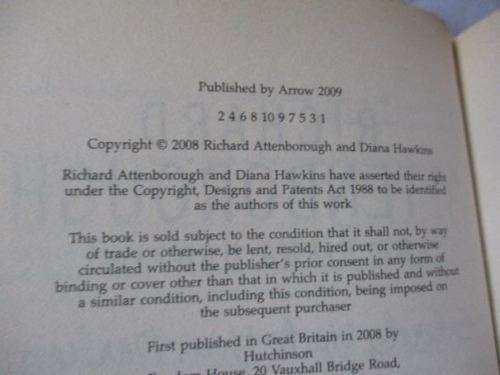 Published by Arrow 2009
2 4 6 8 10 9 7 5 3 1
Copyright © 2008 Richard Attenborough and Diana Hawkins
Richard Attenborough and Diana Hawkins have asserted their right
under the Copyright, Designs and Patents Act 1988 to be identified
as the authors of this work
This book is sold subject to the condition that it shall not, by way
of trade or otherwise, be lent, resold, hired out, or otherwise
circulated without the publisher's prior consent in any form of
binding or cover other than that in which it is published and without
a similar condition, including this condition, being imposed on
the subsequent purchaser
First published in Great Britain in 2008 by
Hutchinson
House, 20 Vauxhall Bridge Road,